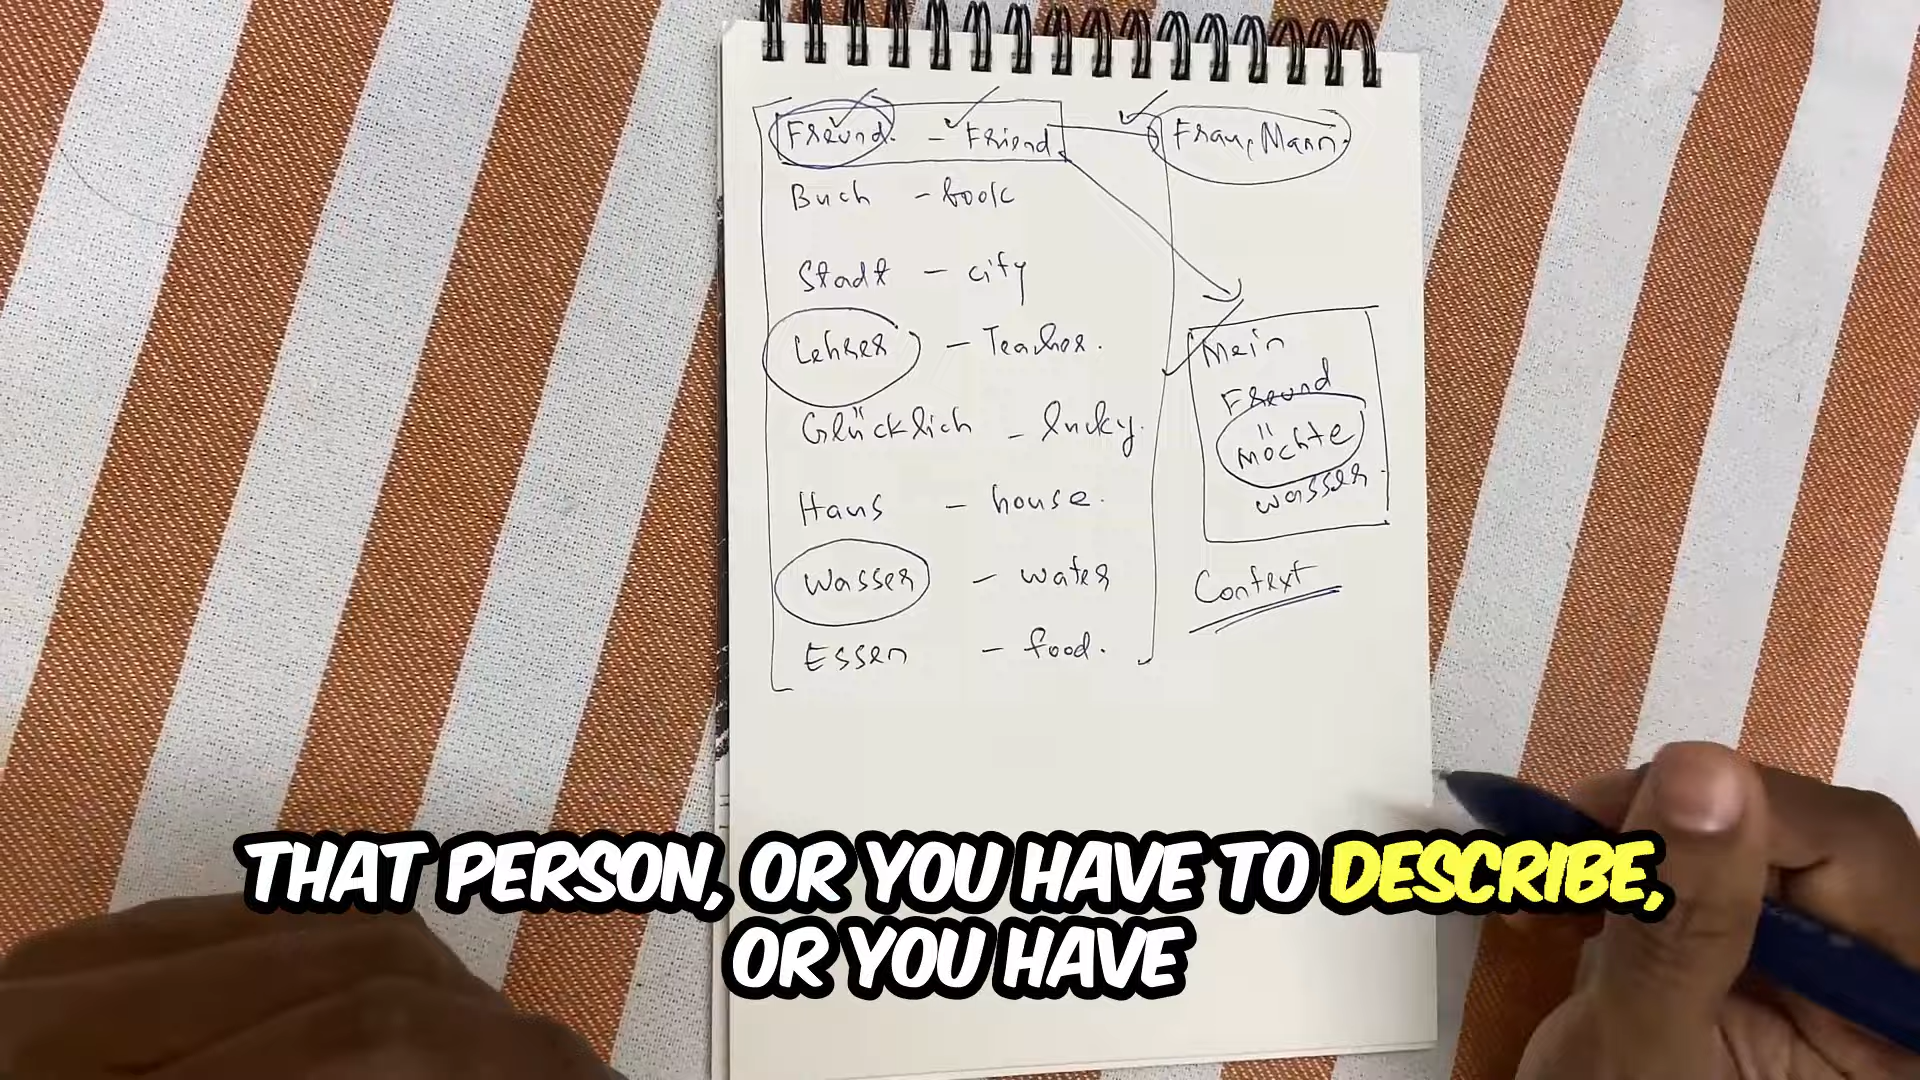 Freund. - Friend.
Frau, Mann.
Buch - book
Stadt - city
Lehrer - Teacher.
Glücklich - lucky.
Haus - house.
Wasser - water
Essen - food.
Mein
Freund
möchte
wasser.
Context
THAT PERSON, OR YOU HAVE TO DESCRIBE,
OR YOU HAVE